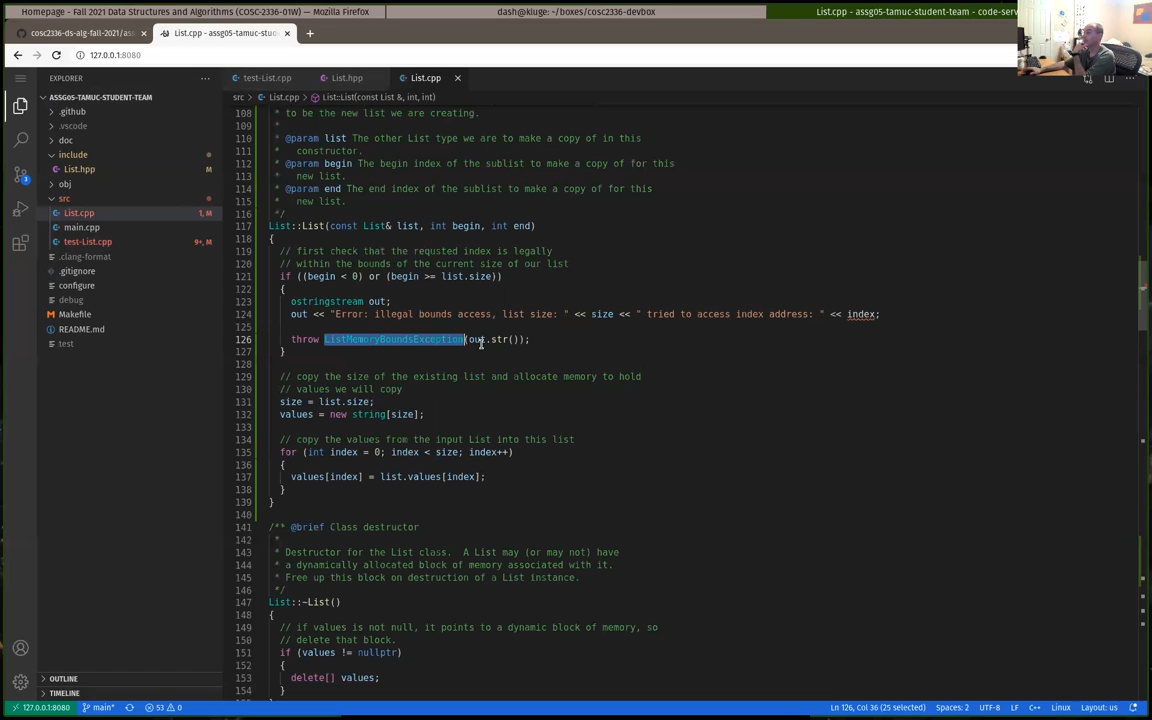 Fall 2021 Data Structures and Algorithms (COSC-2336-01W) — Mozilla Firefox
dash@kluge: ~/boxes/cosc2336-devbox
List.cpp - assg05-tamuc-student-team - code-serv
cosc2336-ds-alg-fall-2021/ass
List.cpp - assg05-tamuc-stud
127.0.0.1:8080
EXPLORER
test-List.cpp
List.hpp
List.cpp
ASSG05-TAMUC-STUDENT-TEAM
src > List.cpp > List::List(const List &, int, int)
.github
.vscode
doc
include
List.hpp M
obj
src
List.cpp 1, M
main.cpp
test-List.cpp 9+, M
.clang-format
.gitignore
configure
debug
Makefile
README.md
test
OUTLINE
TIMELINE
3
108 * to be the new list we are creating.
109 *
110 * @param list The other List type we are to make a copy of in this
111 * constructor.
112 * @param begin The begin index of the sublist to make a copy of for this
113 * new list.
114 * @param end The end index of the sublist to make a copy of for this
115 * new list.
116 */
117 List::List(const List& list, int begin, int end)
118 {
119 // first check that the requsted index is legally
120 // within the bounds of the current size of our list
121 if ((begin < 0) or (begin >= list.size))
122 {
123 ostringstream out;
124 out << "Error: illegal bounds access, list size: " << size << " tried to access index address: " << index;
125
126 throw ListMemoryBoundsException(out.str());
127 }
128
129 // copy the size of the existing list and allocate memory to hold
130 // values we will copy
131 size = list.size;
132 values = new string[size];
133
134 // copy the values from the input List into this list
135 for (int index = 0; index < size; index++)
136 {
137 values[index] = list.values[index];
138 }
139 }
140
141 /** @brief Class destructor
142 *
143 * Destructor for the List class. A List may (or may not) have
144 * a dynamically allocated block of memory associated with it.
145 * Free up this block on destruction of a List instance.
146 */
147 List::~List()
148 {
149 // if values is not null, it points to a dynamic block of memory, so
150 // delete that block.
151 if (values != nullptr)
152 {
153 delete[] values;
154 }
127.0.0.1:8080
main*
53
0
Ln 126, Col 36 (25 selected)
Spaces: 2
UTF-8
LF
C++
Linux
Layout: us